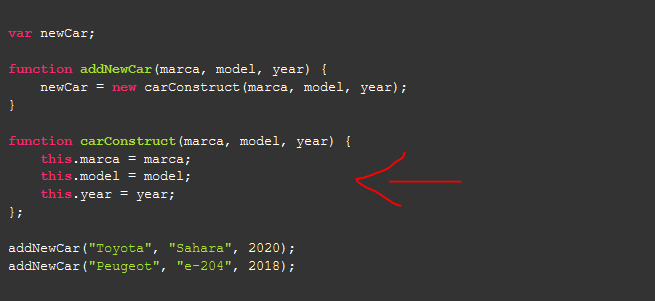 var newCar;
function addNewCar(marca, model, year) {
newCar = new carConstruct(marca, model, year);
}
function carConstruct(marca, model, year) {
this.marca = marca;
this.model = model;
this.year = year;
};
addNewCar("Toyota", "Sahara", 2020);
addNewCar("Peugeot", "e-204", 2018);